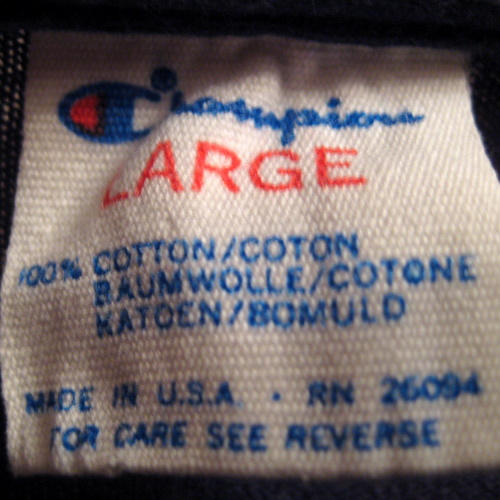 Champion
LARGE
100% COTTON/COTON
BAUMWOLLE/COTONE
KATOEN/BOMULD
MADE IN U.S.A. • RN 26094
FOR CARE SEE REVERSE